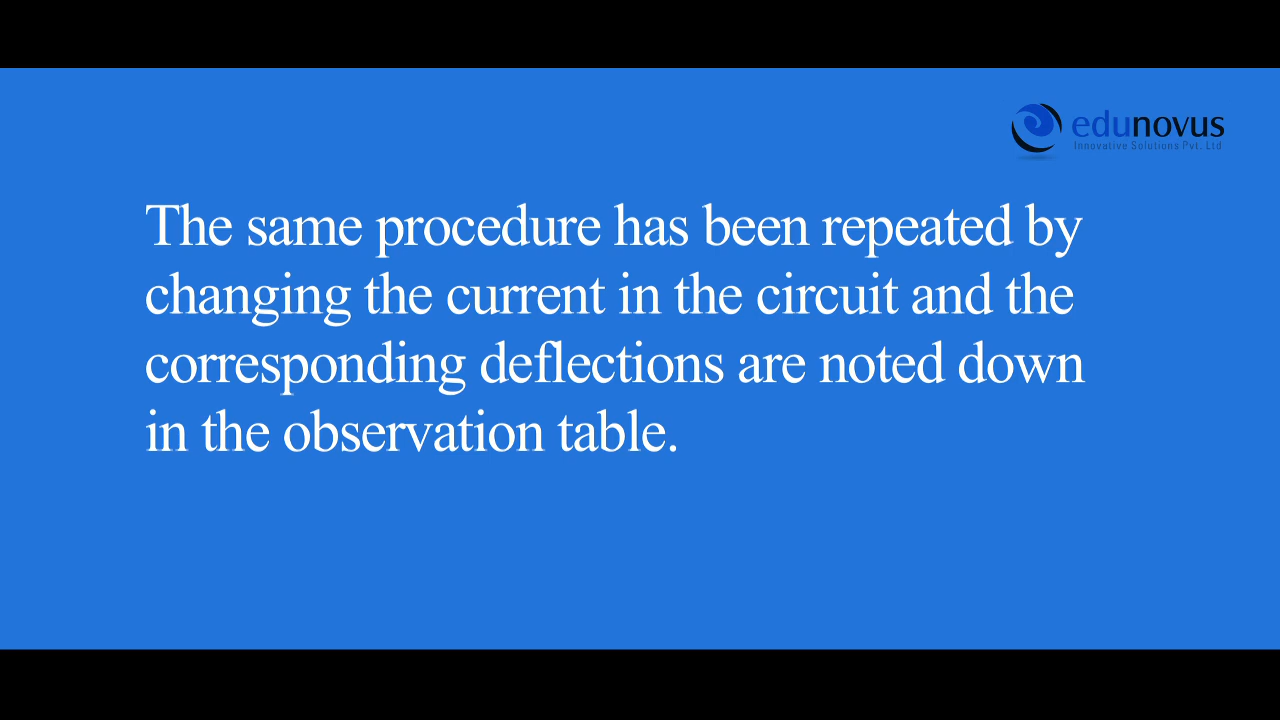 edunovus
Innovative Solutions Pvt. Ltd
The same procedure has been repeated by
changing the current in the circuit and the
corresponding deflections are noted down
in the observation table.